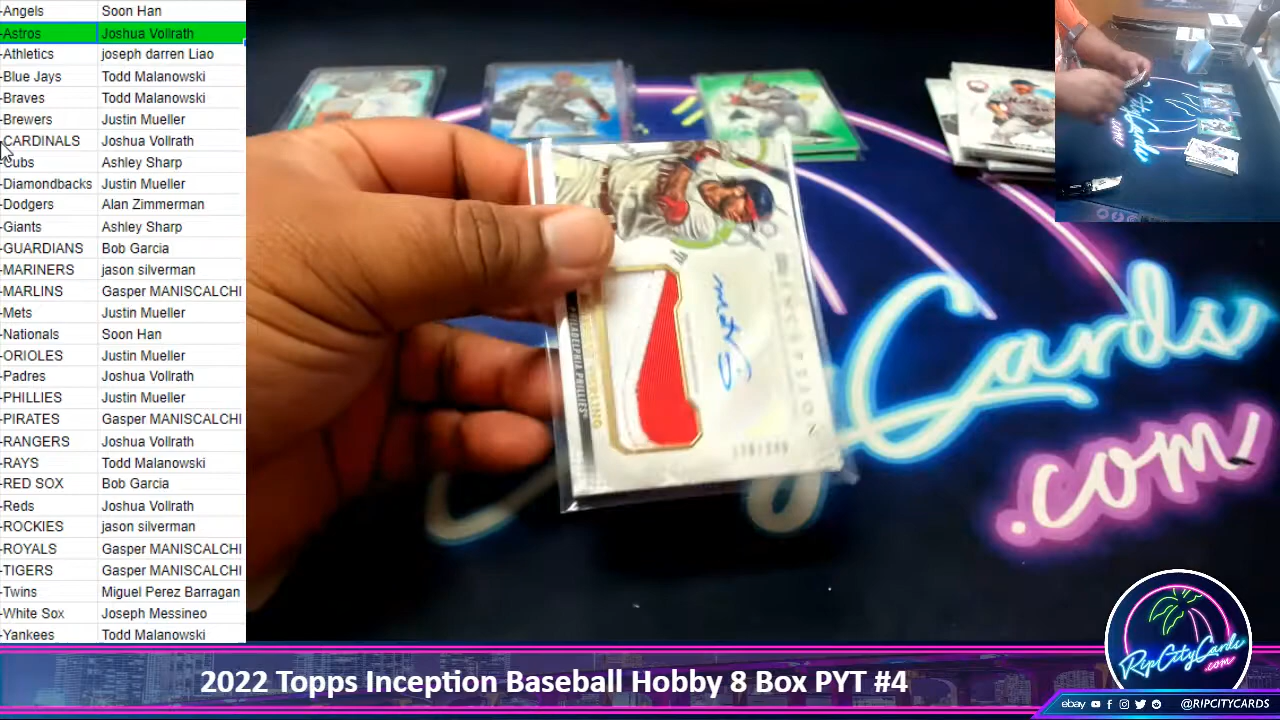 -Angels Soon Han
-Astros Joshua Vollrath
-Athletics joseph darren Liao
-Blue Jays Todd Malanowski
-Braves Todd Malanowski
-Brewers Justin Mueller
-CARDINALS Joshua Vollrath
Cubs Ashley Sharp
-Diamondbacks Justin Mueller
-Dodgers Alan Zimmerman
-Giants Ashley Sharp
-GUARDIANS Bob Garcia
-MARINERS jason silverman
-MARLINS Gasper MANISCALCHI
-Mets Justin Mueller
-Nationals Soon Han
-ORIOLES Justin Mueller
-Padres Joshua Vollrath
-PHILLIES Justin Mueller
-PIRATES Gasper MANISCALCHI
-RANGERS Joshua Vollrath
-RAYS Todd Malanowski
-RED SOX Bob Garcia
-Reds Joshua Vollrath
-ROCKIES jason silverman
-ROYALS Gasper MANISCALCHI
-TIGERS Gasper MANISCALCHI
-Twins Miguel Perez Barragan
-White Sox Joseph Messineo
-Yankees Todd Malanowski
INCEPTION
PHILADELPHIA PHILLIES
Cards
.com
RipCityCards
.com
2022 Topps Inception Baseball Hobby 8 Box PYT #4
ebay @RIPCITYCARDS